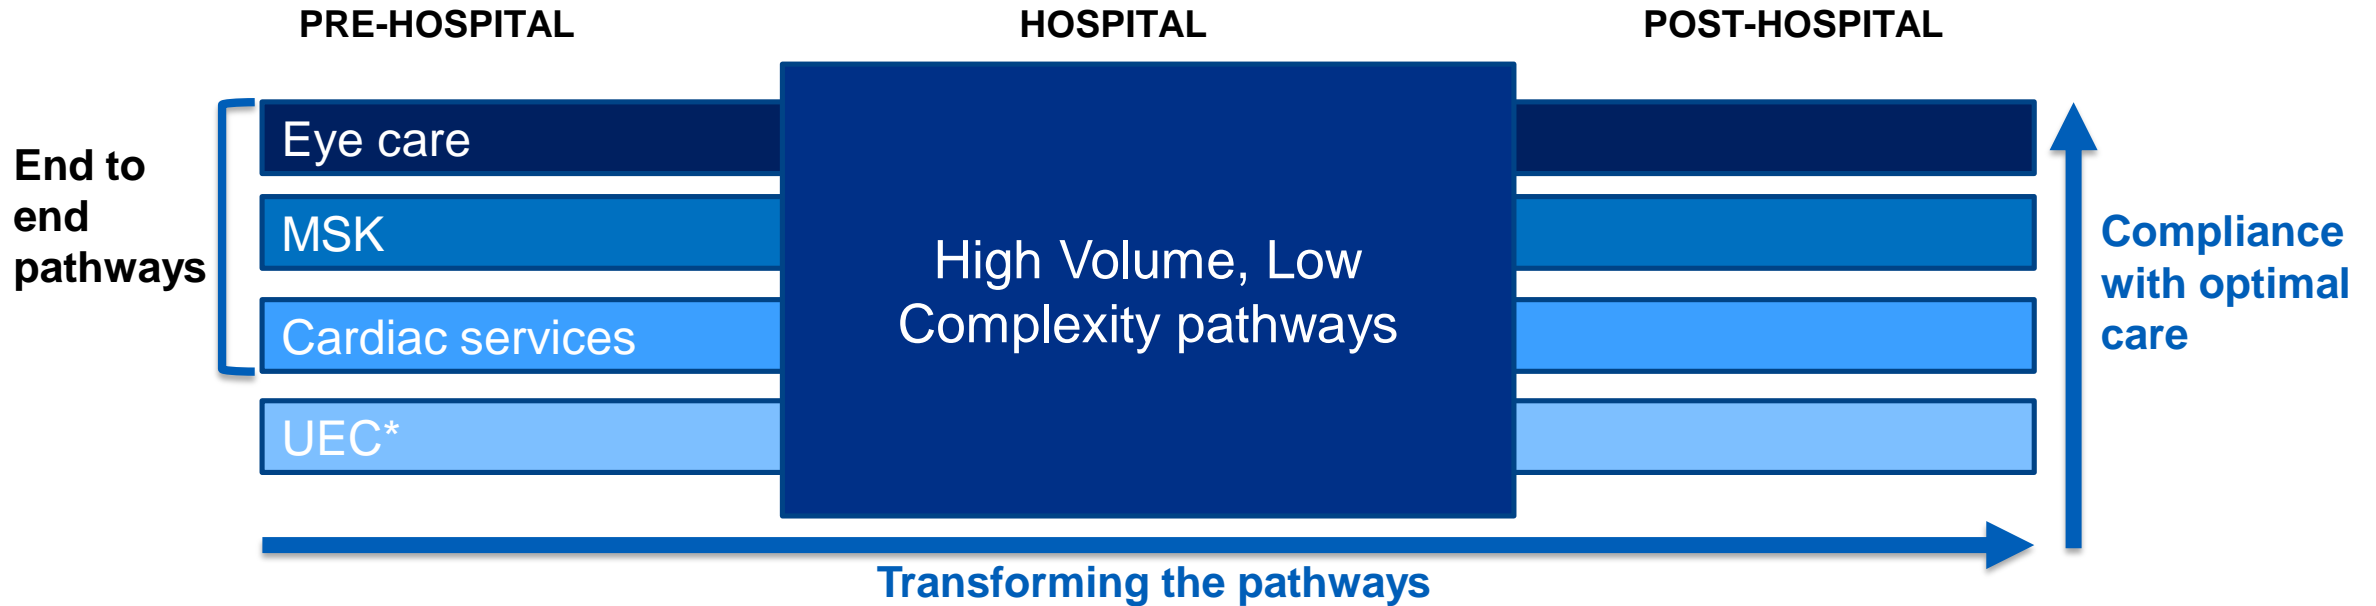 PRE-HOSPITAL
HOSPITAL
POST-HOSPITAL
End to
end
pathways
Eye care
MSK
Cardiac services
UEC*
High Volume, Low
Complexity pathways
Compliance
with optimal
care
Transforming the pathways